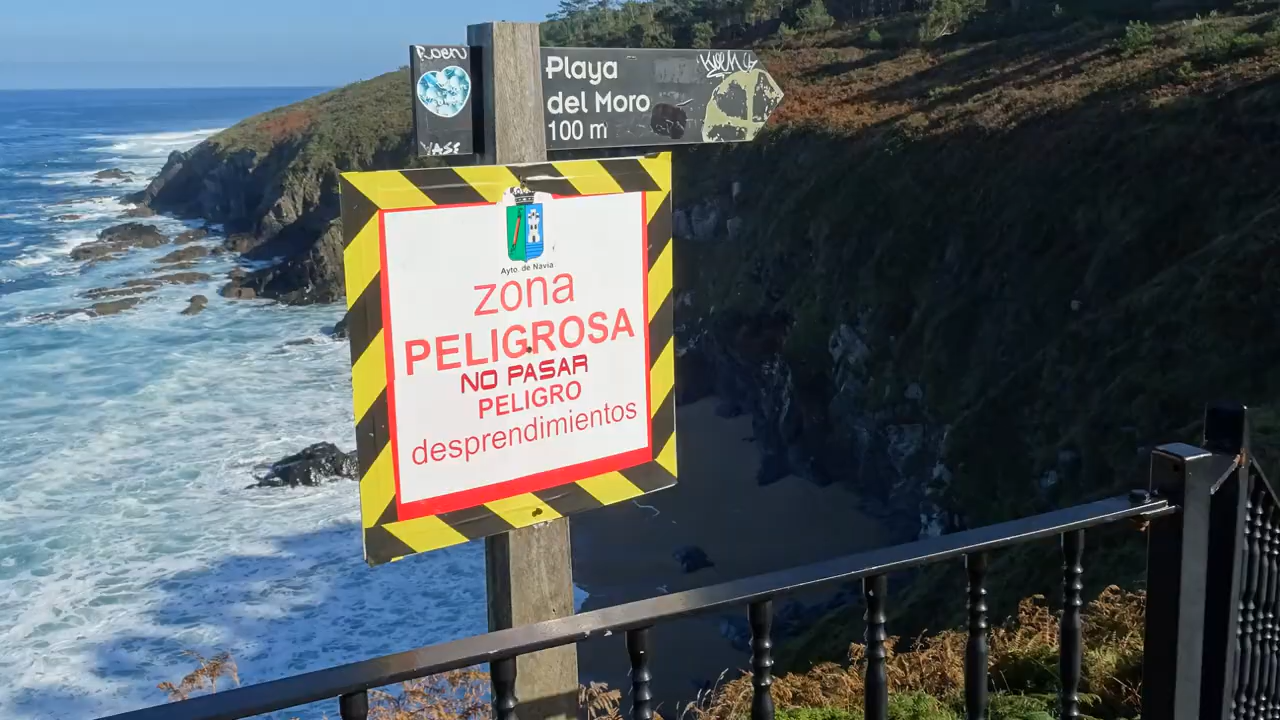 Playa
del Moro
100 m
Ayto. de Navia
zona
PELIGROSA
NO PASAR
PELIGRO
desprendimientos